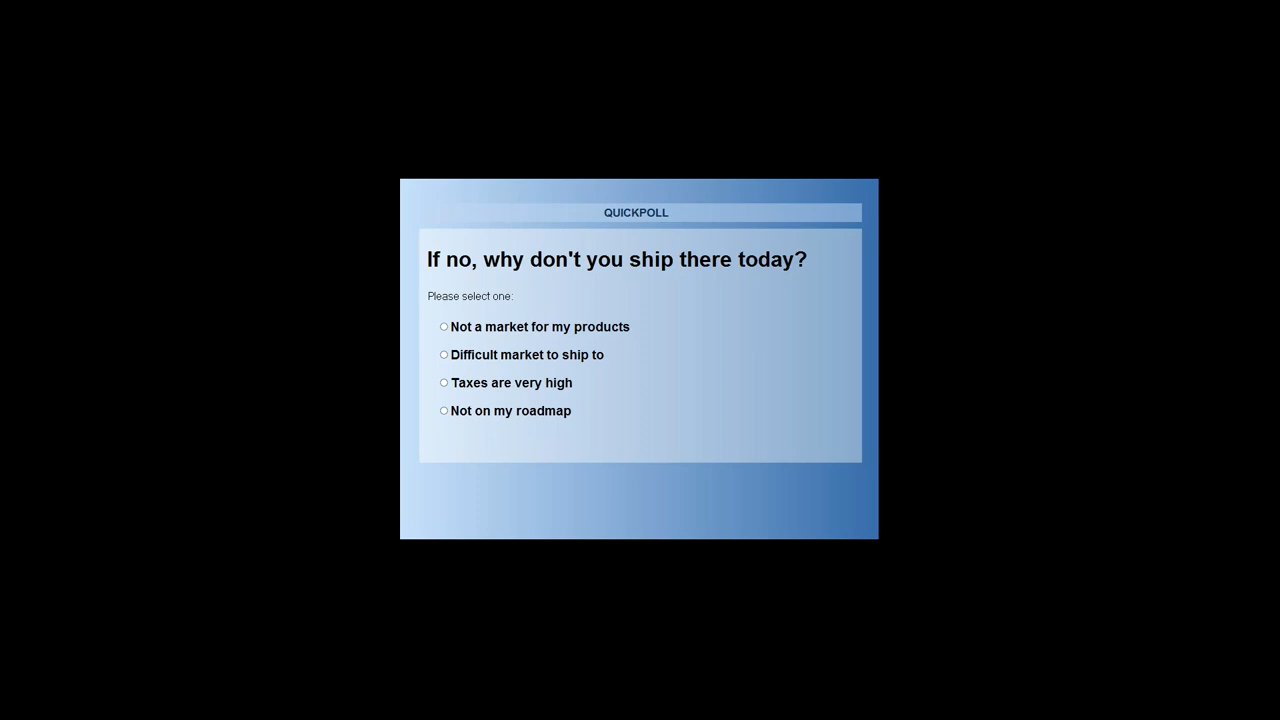 QUICKPOLL
If no, why don't you ship there today?
Please select one:
Not a market for my products
Difficult market to ship to
Taxes are very high
Not on my roadmap